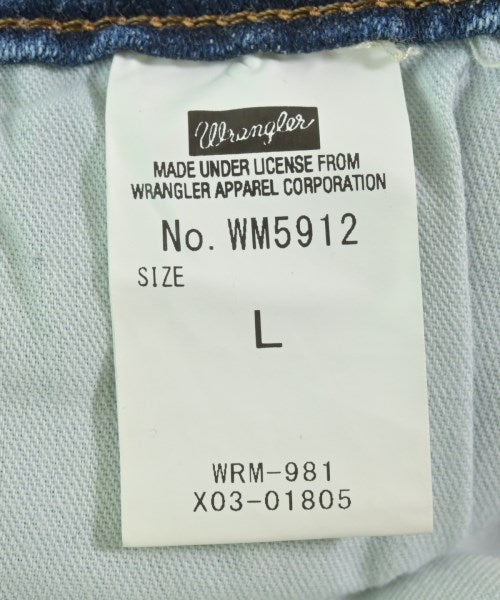 Wrangler
MADE UNDER LICENSE FROM
WRANGLER APPAREL CORPORATION
No. WM5912
SIZE
L
WRM-981
X03-01805